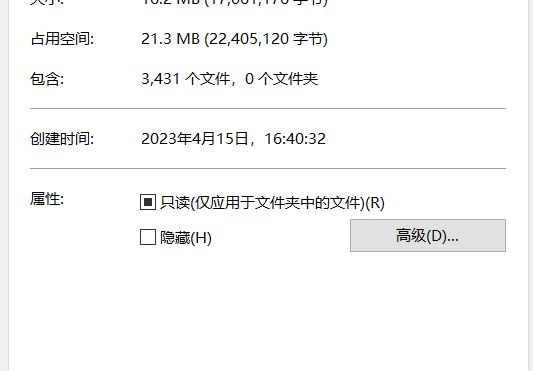 大小: 16.2 MB (17,061,176 字节)
占用空间: 21.3 MB (22,405,120 字节)
包含: 3,431 个文件，0 个文件夹
创建时间: 2023年4月15日，16:40:32
属性: 只读(仅应用于文件夹中的文件)(R)
隐藏(H) 高级(D)...